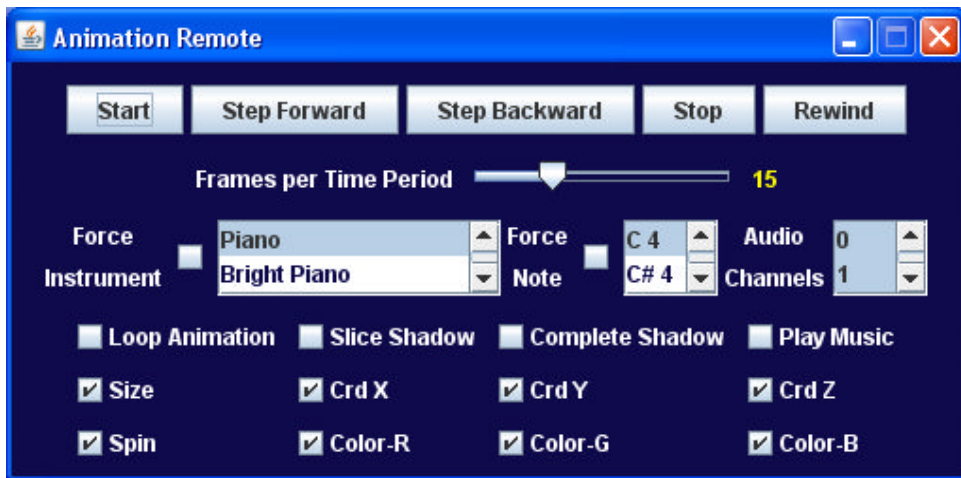 Animation Remote
Start Step Forward Step Backward Stop Rewind
Frames per Time Period 15
Force Instrument Piano Bright Piano Force Note C 4 C# 4 Audio Channels 0 1
Loop Animation Slice Shadow Complete Shadow Play Music
Size Crd X Crd Y Crd Z
Spin Color-R Color-G Color-B